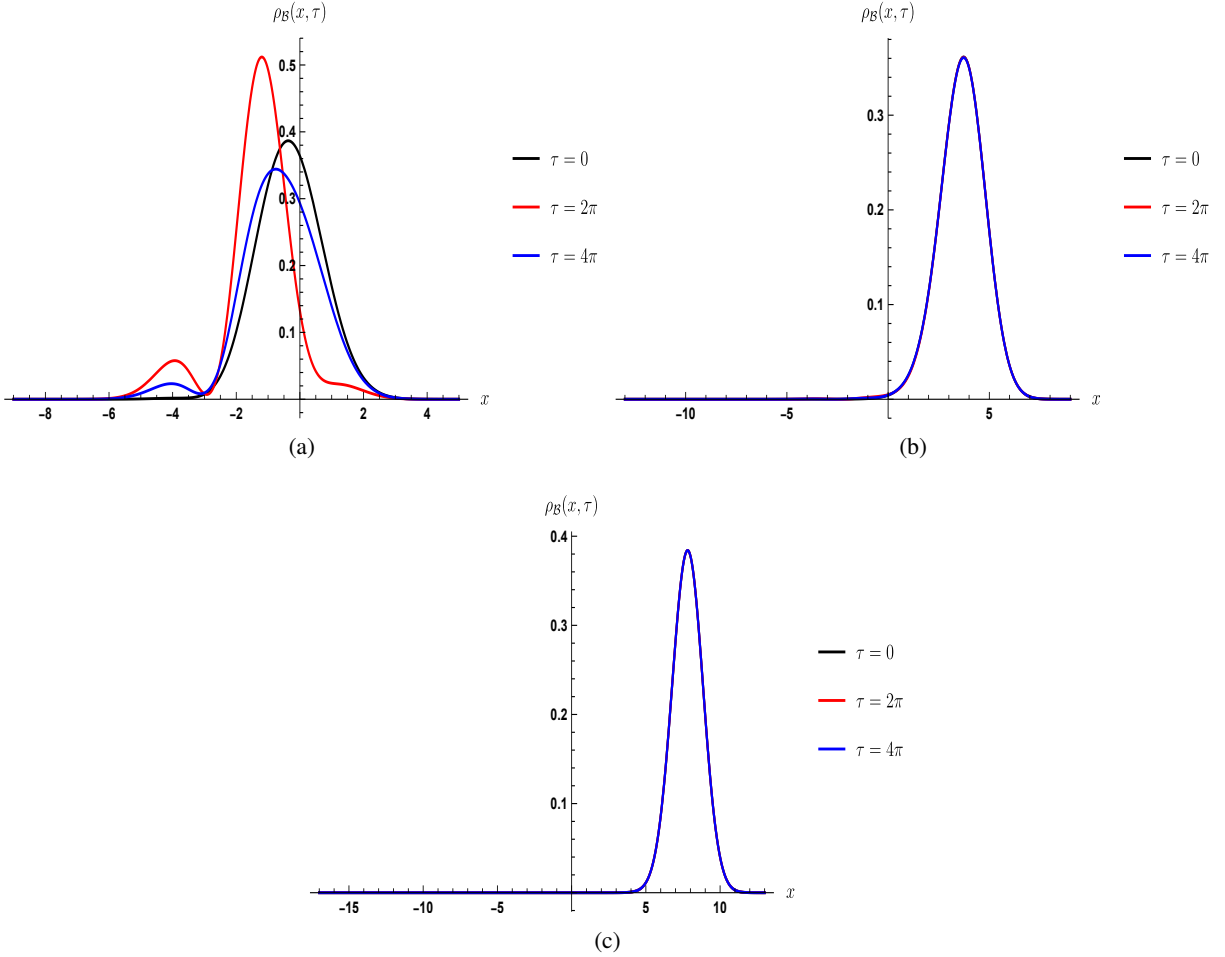 ρ_B(x, τ)
0.5
0.4
0.3
0.2
0.1
−8 −6 −4 −2 2 4 x
τ = 0
τ = 2π
τ = 4π
(a)
ρ_B(x, τ)
0.3
0.2
0.1
−10 −5 5 x
τ = 0
τ = 2π
τ = 4π
(b)
ρ_B(x, τ)
0.4
0.3
0.2
0.1
−15 −10 −5 5 10 x
τ = 0
τ = 2π
τ = 4π
(c)